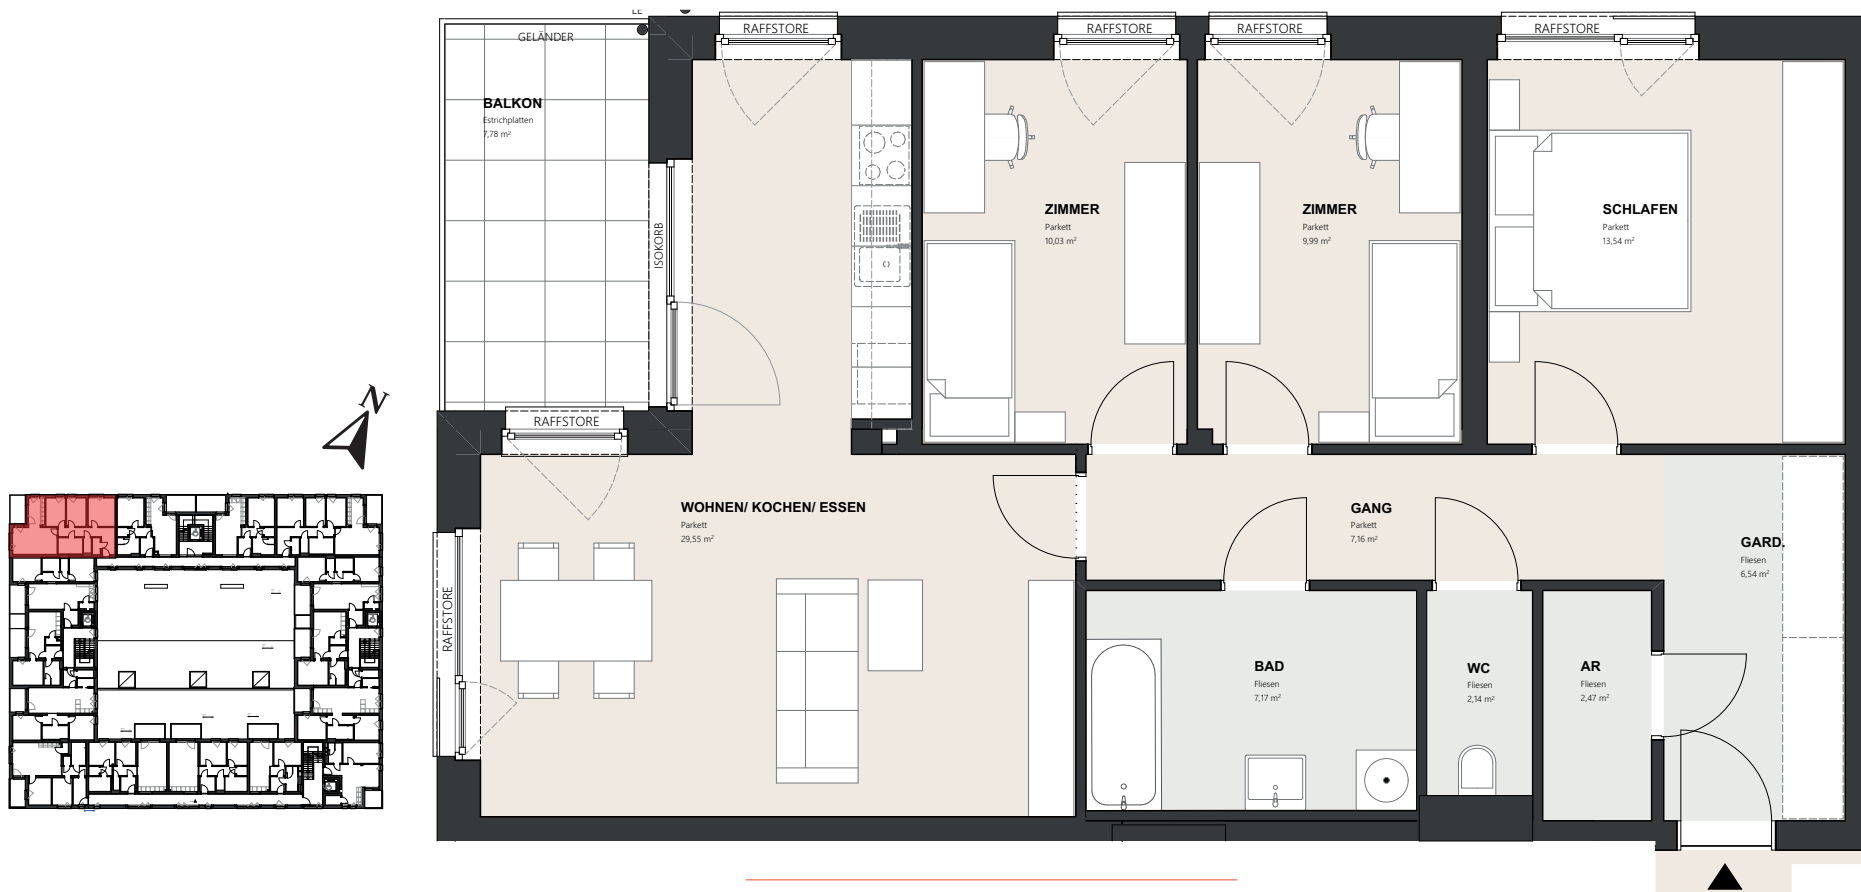 LE
RAFFSTORE
RAFFSTORE
RAFFSTORE
RAFFSTORE
GELÄNDER
BALKON
Estrichplatten
7,78 m²
ISOKORB
ZIMMER
Parkett
10,03 m²
ZIMMER
Parkett
9,99 m²
SCHLAFEN
Parkett
13,54 m²
N
RAFFSTORE
WOHNEN/ KOCHEN/ ESSEN
Parkett
29,55 m²
GANG
Parkett
7,16 m²
GARD.
Fliesen
6,54 m²
RAFFSTORE
BAD
Fliesen
7,17 m²
WC
Fliesen
2,14 m²
AR
Fliesen
2,47 m²